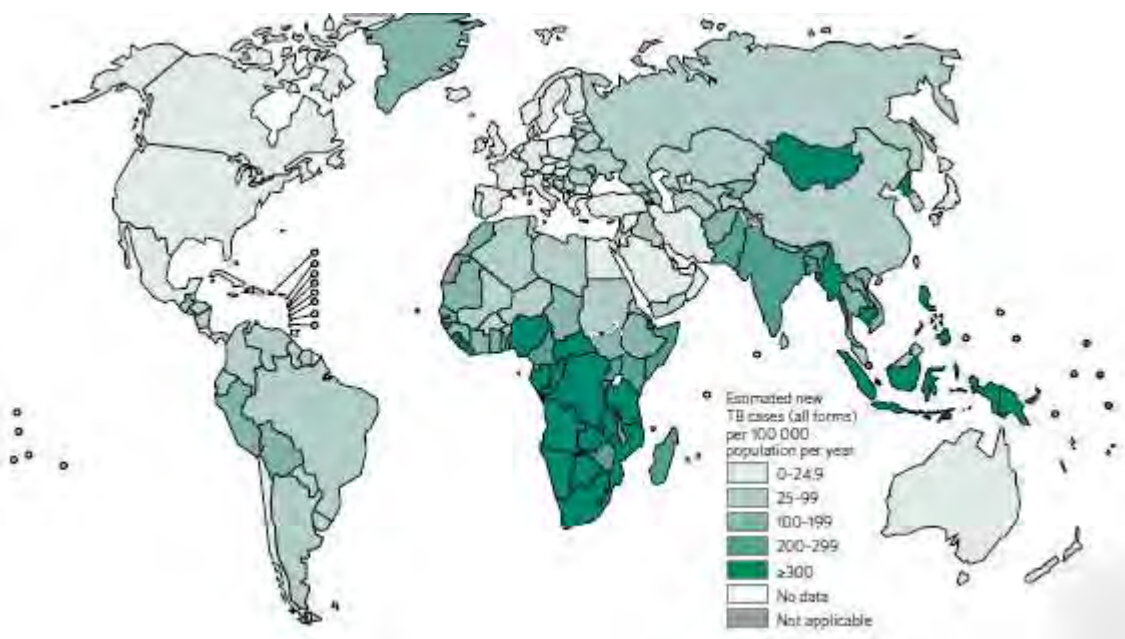 Estimated new
TB cases (all forms)
per 100 000
population per year
0-24.9
25-99
100-199
200-299
≥300
No data
Not applicable